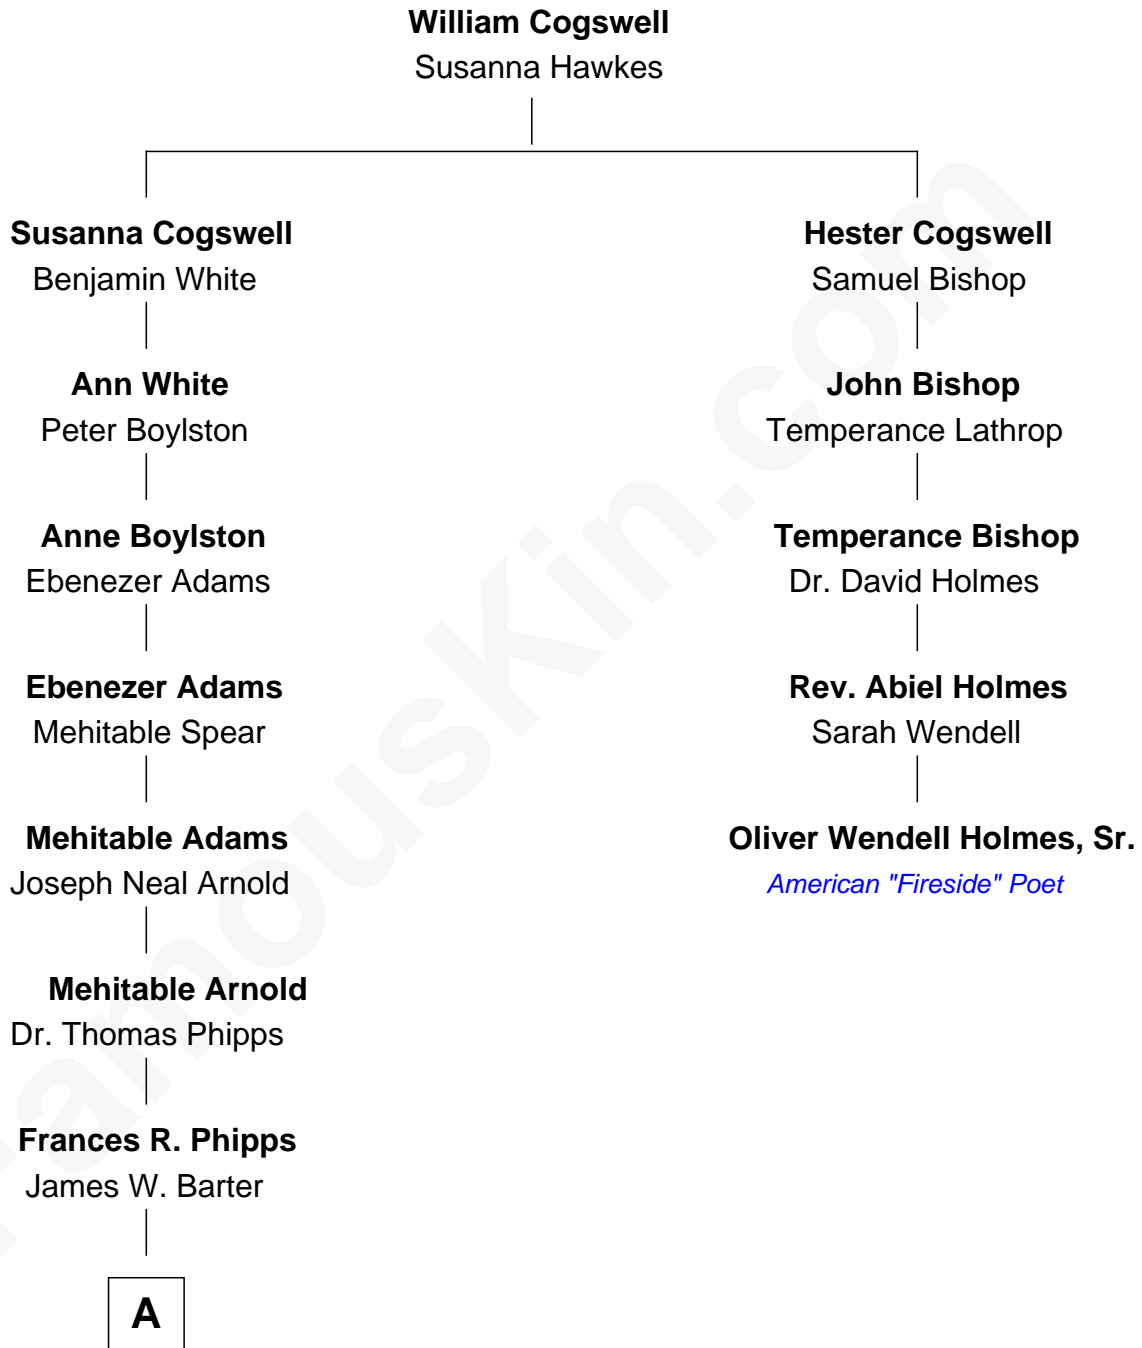 William Cogswell
Susanna Hawkes
Susanna Cogswell
Benjamin White
Hester Cogswell
Samuel Bishop
Ann White
Peter Boylston
John Bishop
Temperance Lathrop
Anne Boylston
Ebenezer Adams
Temperance Bishop
Dr. David Holmes
Ebenezer Adams
Mehitable Spear
Rev. Abiel Holmes
Sarah Wendell
Mehitable Adams
Joseph Neal Arnold
Oliver Wendell Holmes, Sr.
American "Fireside" Poet
Mehitable Arnold
Dr. Thomas Phipps
Frances R. Phipps
James W. Barter
A
FamousKin.com